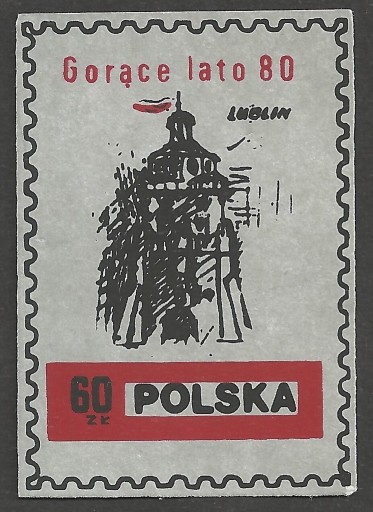 Gorące lato 80
LUBLIN
60 ZŁ POLSKA